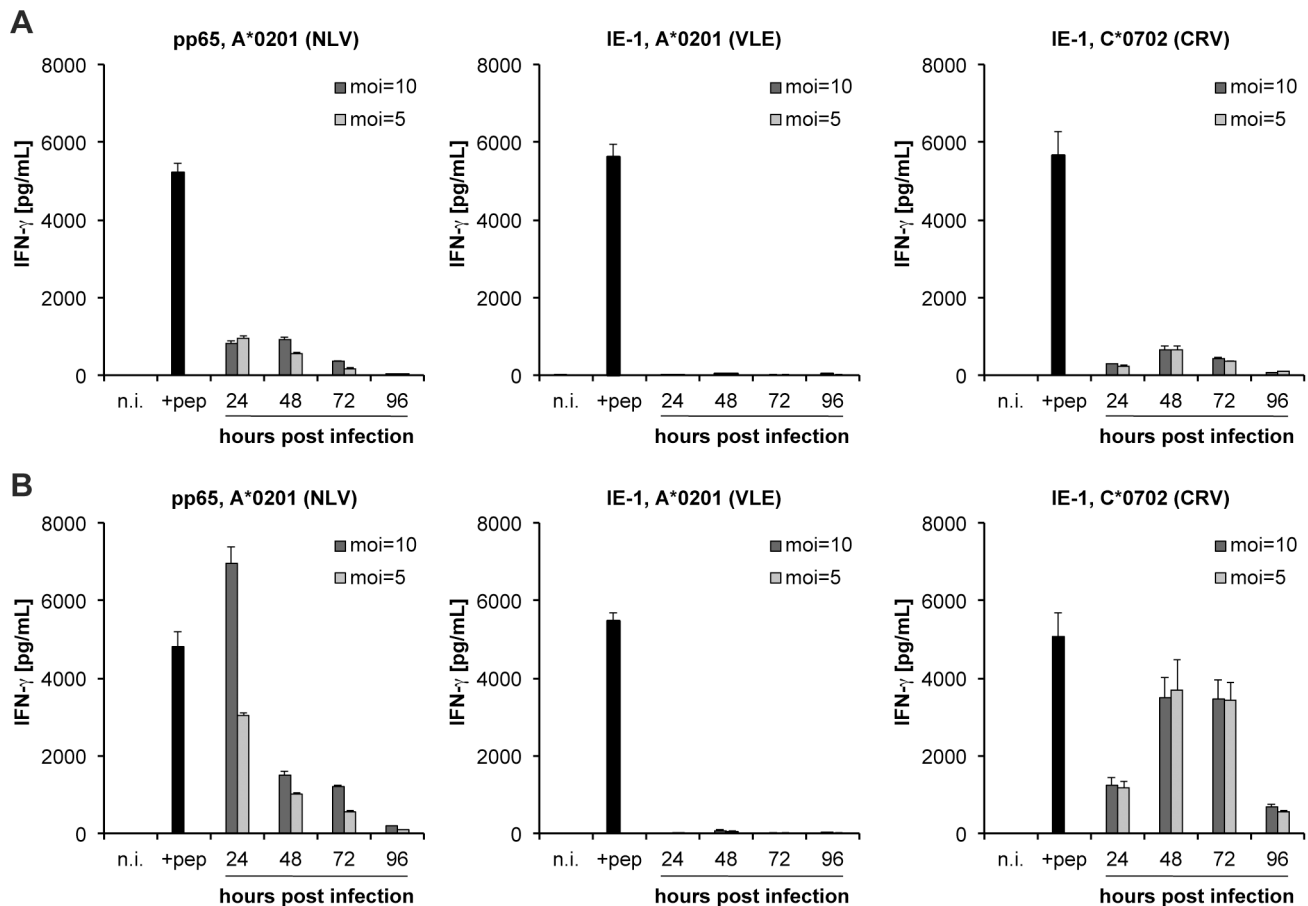 A
pp65, A*0201 (NLV)
8000
6000
4000
2000
0
IFN-γ [pg/mL]
moi=10
moi=5
n.i. +pep 24 48 72 96
hours post infection
IE-1, A*0201 (VLE)
8000
6000
4000
2000
0
IFN-γ [pg/mL]
moi=10
moi=5
n.i. +pep 24 48 72 96
hours post infection
IE-1, C*0702 (CRV)
8000
6000
4000
2000
0
IFN-γ [pg/mL]
moi=10
moi=5
n.i. +pep 24 48 72 96
hours post infection
B
pp65, A*0201 (NLV)
8000
6000
4000
2000
0
IFN-γ [pg/mL]
moi=10
moi=5
n.i. +pep 24 48 72 96
hours post infection
IE-1, A*0201 (VLE)
8000
6000
4000
2000
0
IFN-γ [pg/mL]
moi=10
moi=5
n.i. +pep 24 48 72 96
hours post infection
IE-1, C*0702 (CRV)
8000
6000
4000
2000
0
IFN-γ [pg/mL]
moi=10
moi=5
n.i. +pep 24 48 72 96
hours post infection